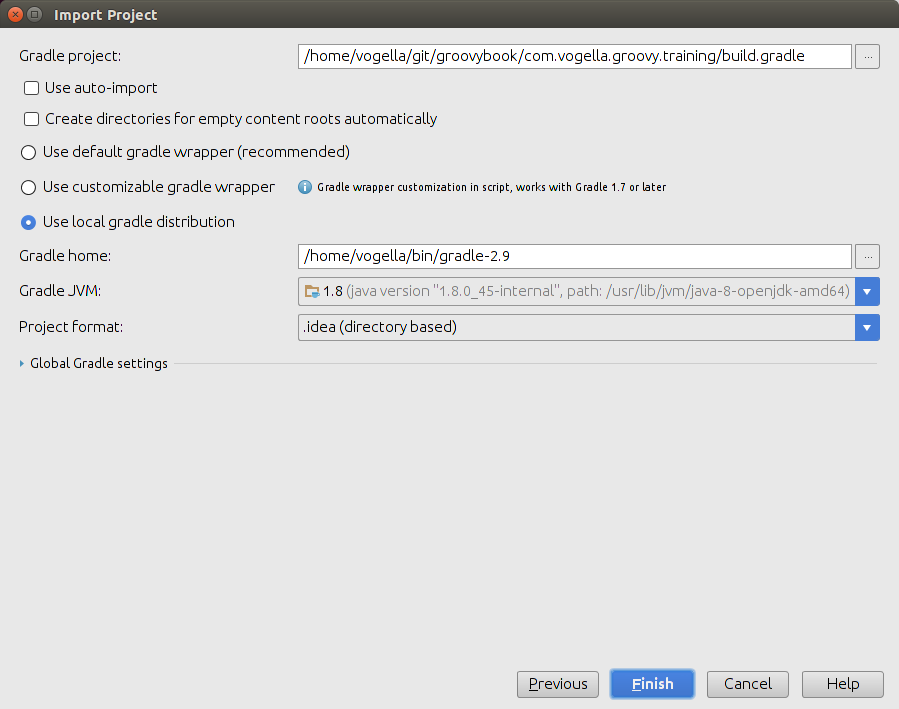 Import Project
Gradle project: /home/vogella/git/groovybook/com.vogella.groovy.training/build.gradle ...
Use auto-import
Create directories for empty content roots automatically
Use default gradle wrapper (recommended)
Use customizable gradle wrapper Gradle wrapper customization in script, works with Gradle 1.7 or later
Use local gradle distribution
Gradle home: /home/vogella/bin/gradle-2.9 ...
Gradle JVM: 1.8 (java version "1.8.0_45-internal", path: /usr/lib/jvm/java-8-openjdk-amd64)
Project format: .idea (directory based)
Global Gradle settings
Previous Finish Cancel Help